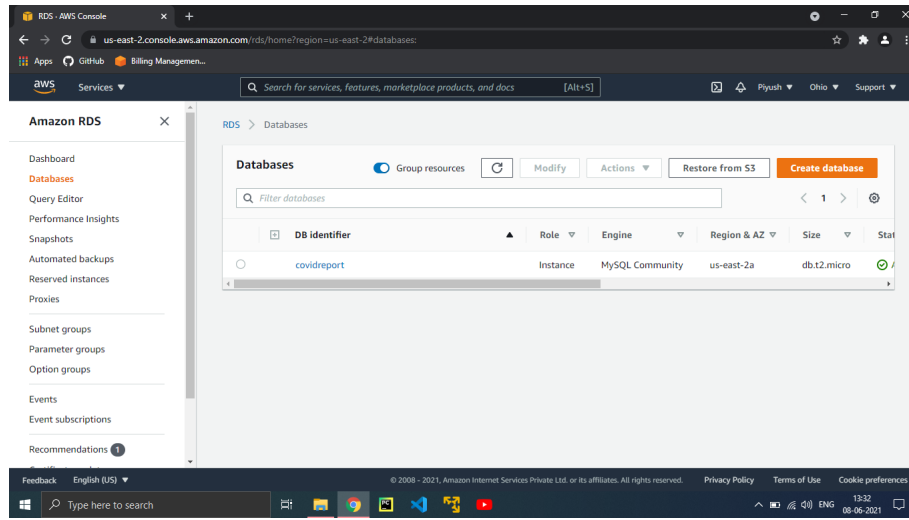 RDS · AWS Console
us-east-2.console.aws.amazon.com/rds/home?region=us-east-2#databases:
Apps GitHub Billing Managemen...
aws Services Search for services, features, marketplace products, and docs [Alt+S] Piyush Ohio Support
Amazon RDS
Dashboard
Databases
Query Editor
Performance Insights
Snapshots
Automated backups
Reserved instances
Proxies
Subnet groups
Parameter groups
Option groups
Events
Event subscriptions
Recommendations 1
RDS > Databases
Databases Group resources Modify Actions Restore from S3 Create database
Filter databases 1
DB identifier Role Engine Region & AZ Size
covidreport Instance MySQL Community us-east-2a db.t2.micro
Feedback English (US) © 2008 - 2021, Amazon Internet Services Private Ltd. or its affiliates. All rights reserved. Privacy Policy Terms of Use Cookie preferences
Type here to search ENG 13:32
08-06-2021